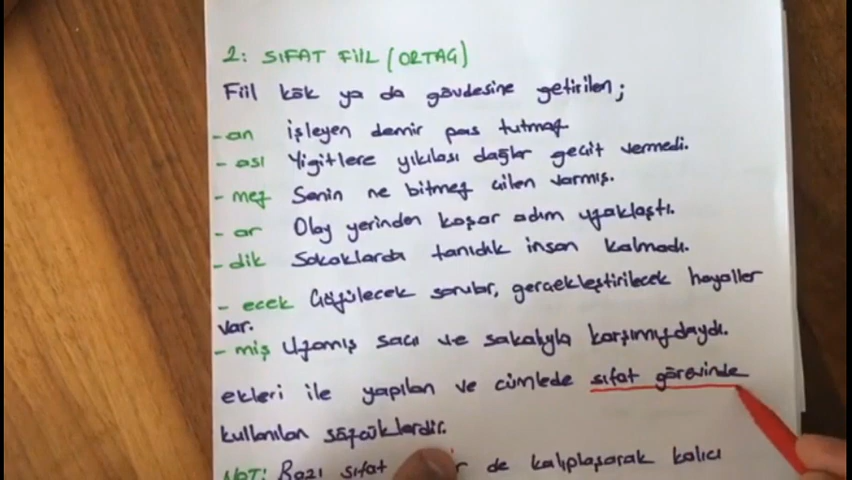 2: SIFAT FİİL (ORTAÇ)
Fiil kök ya da gövdesine getirilen;
-an işleyen demir pas tutmaz
-ası Yiğitlere yıkılası dağlar geçit vermedi.
-mez Senin ne bitmez çilen varmış.
-ar Olay yerinden koşar adım uzaklaştı.
-dik Sokaklarda tanıdık insan kalmadı.
-ecek Çözülecek sorular, gerçekleştirilecek hayaller
var.
-miş Uzamış saçı ve sakalıyla karşımızdaydı.
ekleri ile yapılan ve cümlede sıfat görevinde
kullanılan sözcüklerdir.
NOT: Bazı sıfat de kalıplaşarak kalıcı